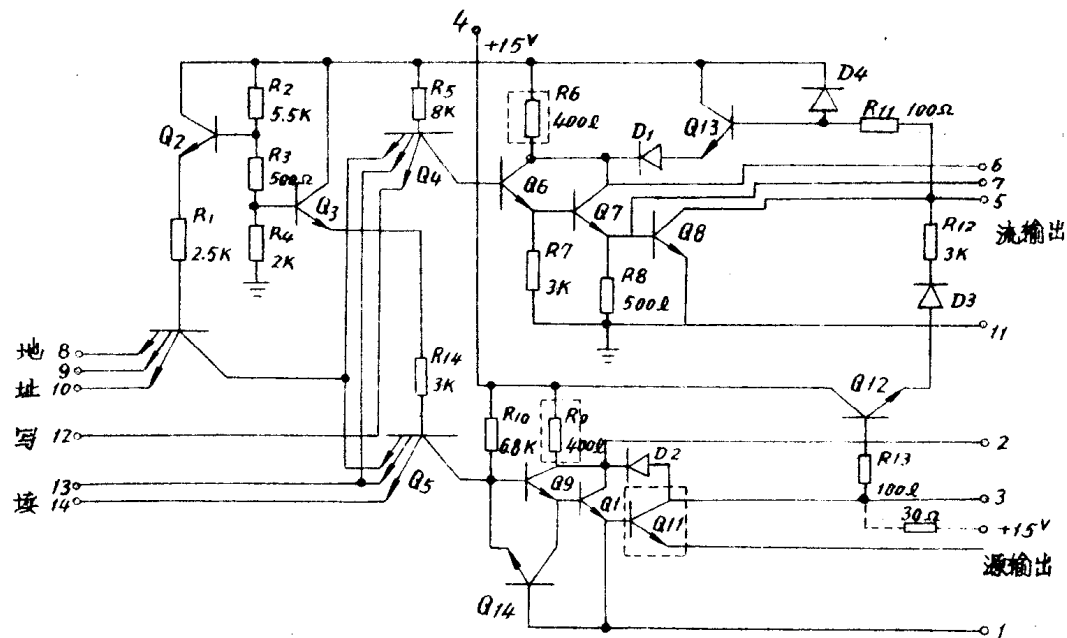 4
+15V
R2
5.5K
R5
8K
R6
400Ω
D4
R11 100Ω
Q2
R3
500Ω
Q4
D1
Q13
Q3
Q6
Q7
Q8
6
7
5
流输出
R1
2.5K
R4
2K
R7
3K
R8
500Ω
R12
3K
D3
11
地 8
9
址 10
R14
3K
Q12
写 12
R10
6.8K
R9
400Ω
D2
2
13
14
Q5
Q9
Q1
Q11
R13
100Ω
3
30Ω
+15V
源输出
Q14
1